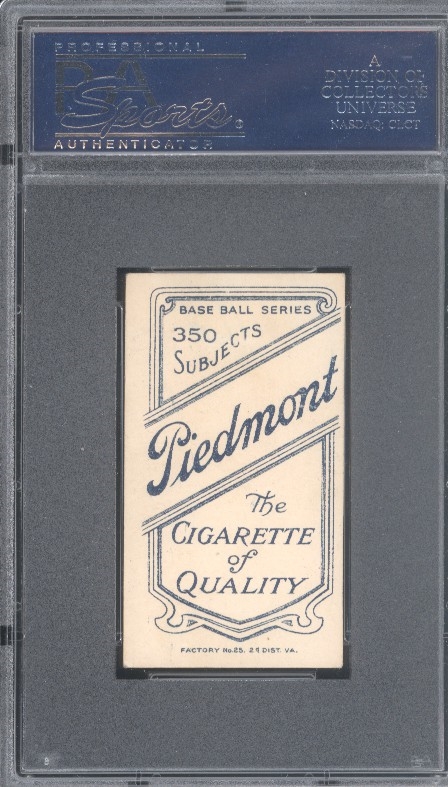 PROFESSIONAL
PSA
Sports
AUTHENTICATOR
A
DIVISION OF
COLLECTORS
UNIVERSE
NASDAQ: CLCT
BASE BALL SERIES
350
SUBJECTS
Piedmont
The
CIGARETTE
of
QUALITY
FACTORY No. 25, 2d DIST. VA.